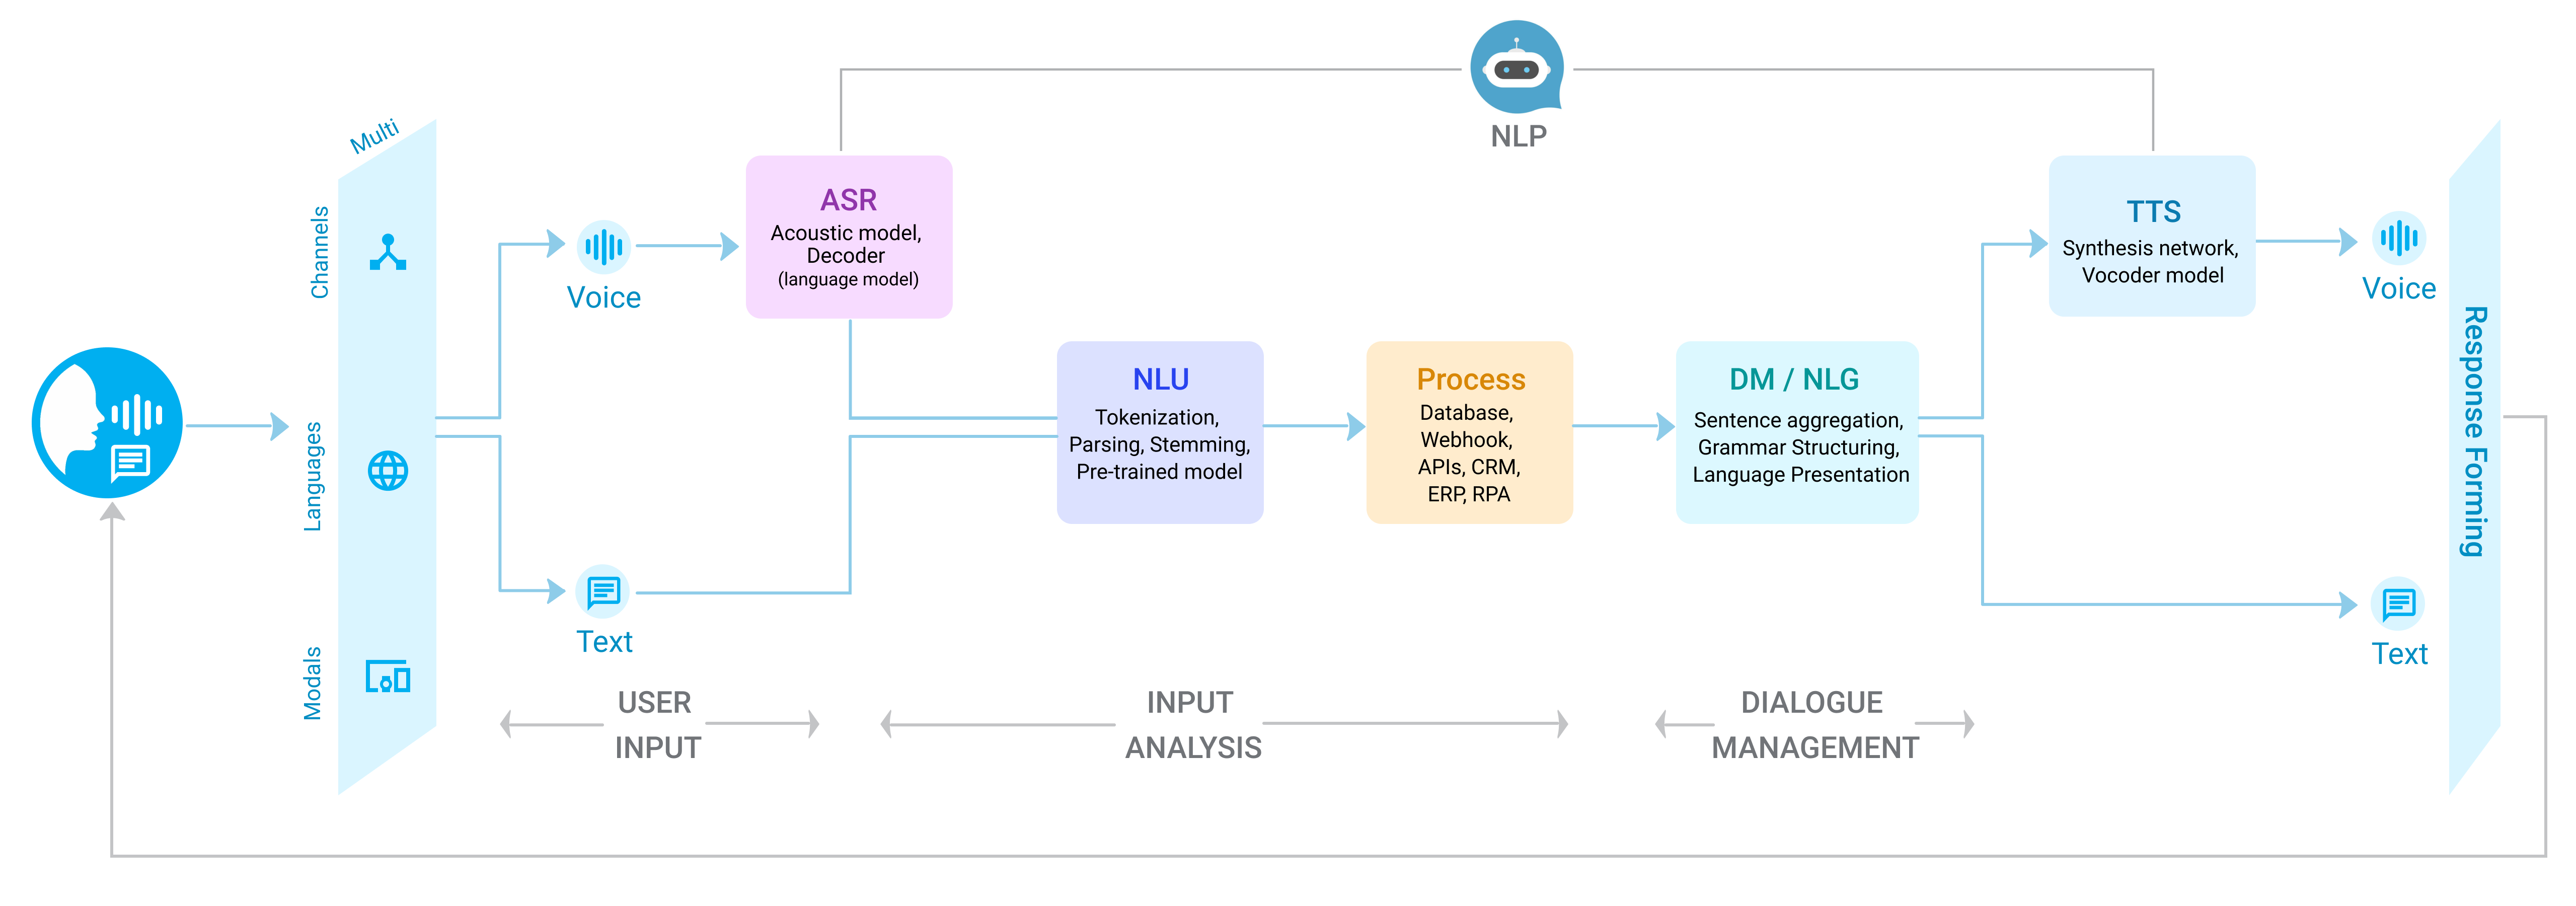 NLP
Multi
Channels
Languages
Modals
Voice
Text
ASR
Acoustic model,
Decoder
(language model)
NLU
Tokenization,
Parsing, Stemming,
Pre-trained model
Process
Database,
Webhook,
APIs, CRM,
ERP, RPA
DM / NLG
Sentence aggregation,
Grammar Structuring,
Language Presentation
TTS
Synthesis network,
Vocoder model
Voice
Text
Response Forming
USER
INPUT
INPUT
ANALYSIS
DIALOGUE
MANAGEMENT